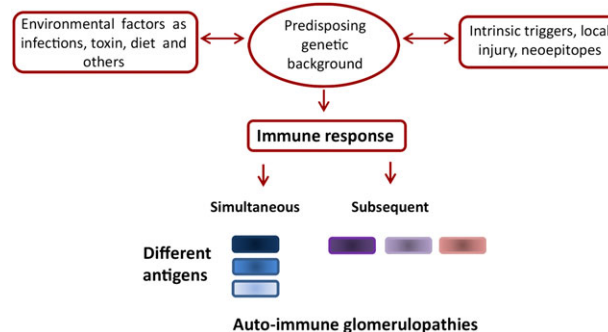 Environmental factors as
infections, toxin, diet and
others
Predisposing
genetic
background
Intrinsic triggers, local
injury, neoepitopes
Immune response
Simultaneous
Subsequent
Different
antigens
Auto-immune glomerulopathies